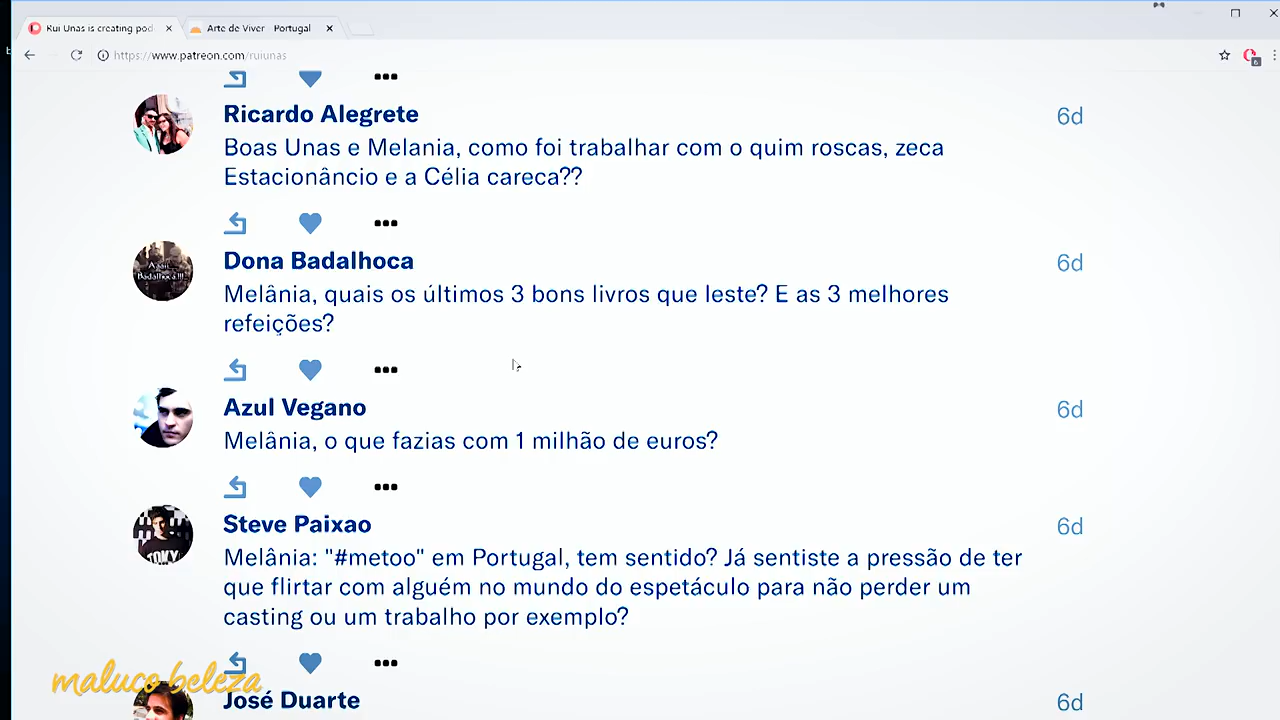 Rui Unas is creating pod
Arte de Viver Portugal
https://www.patreon.com/ruiunas
Ricardo Alegrete
6d
Boas Unas e Melania, como foi trabalhar com o quim roscas, zeca
Estacionâncio e a Célia careca??
Dona Badalhoca
6d
Melânia, quais os últimos 3 bons livros que leste? E as 3 melhores
refeições?
Azul Vegano
6d
Melânia, o que fazias com 1 milhão de euros?
Steve Paixao
6d
Melânia: "#metoo" em Portugal, tem sentido? Já sentiste a pressão de ter
que flirtar com alguém no mundo do espetáculo para não perder um
casting ou um trabalho por exemplo?
José Duarte
6d
maluco beleza